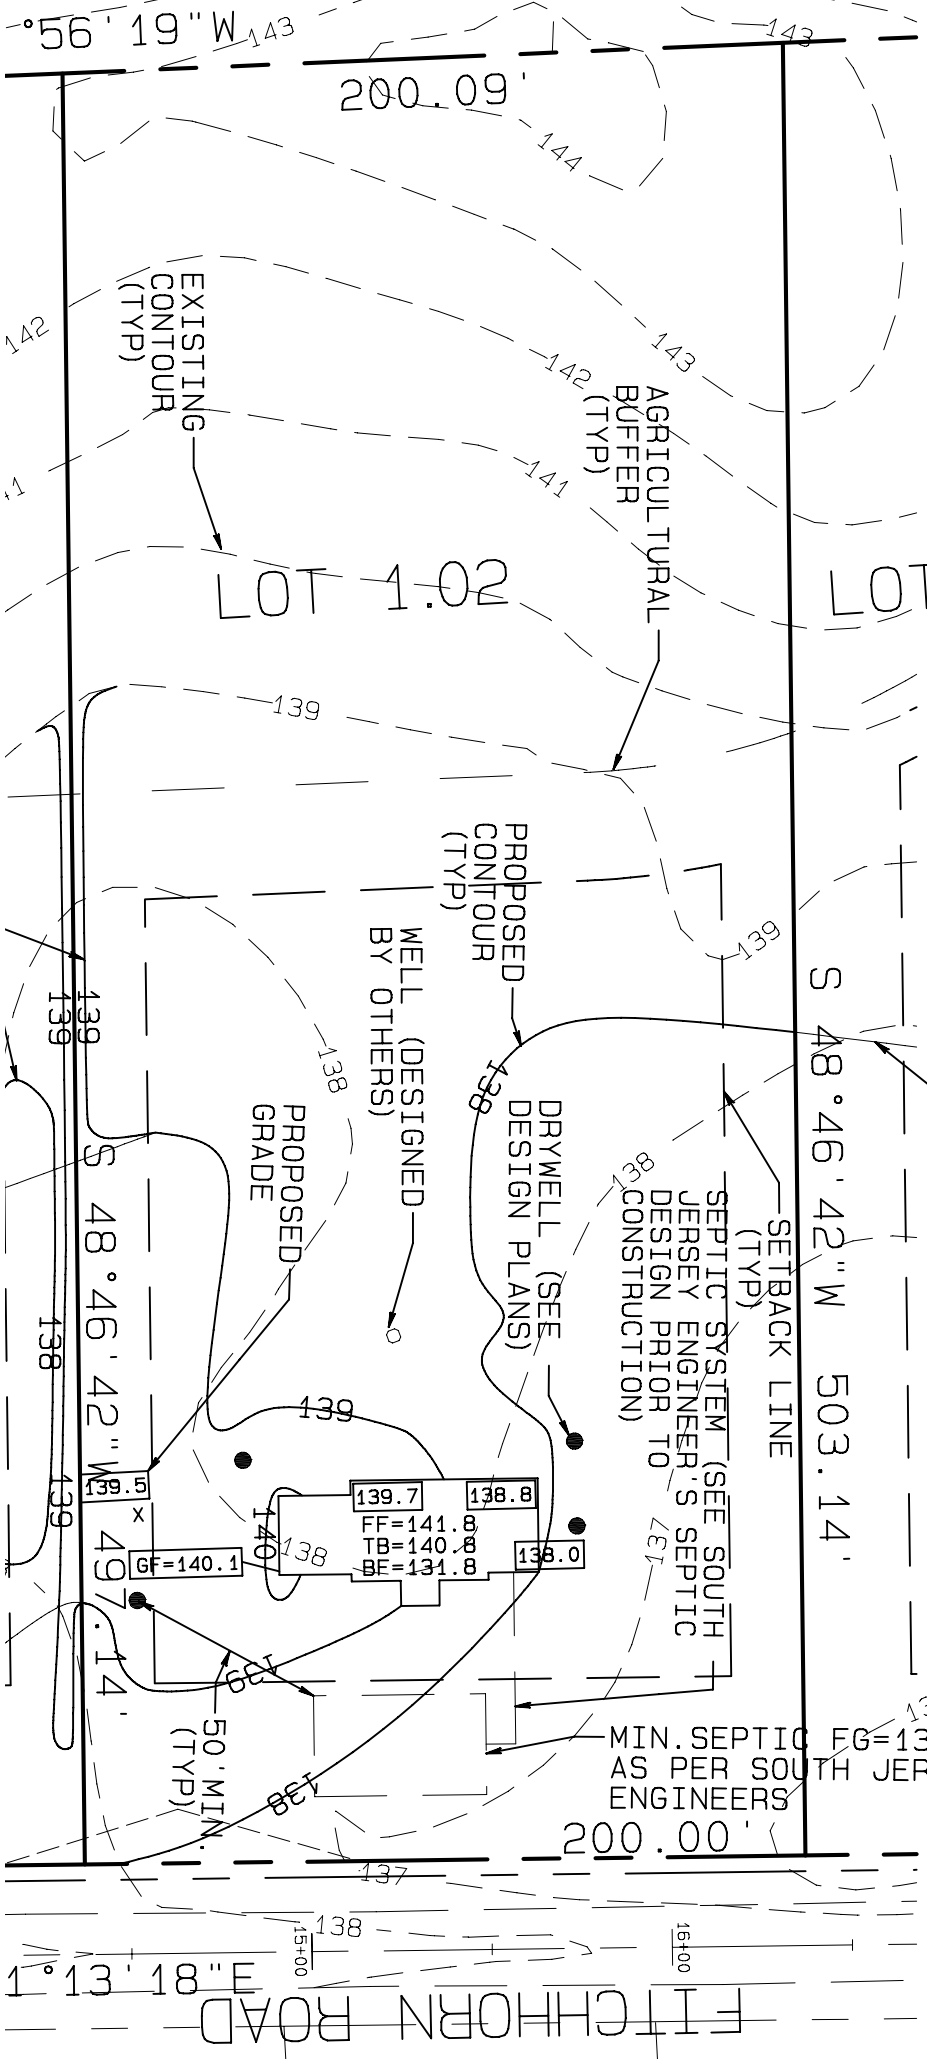 °56'19"W
143
143
200.09'
144
143
142
142
EXISTING
CONTOUR
(TYP)
AGRICULTURAL
BUFFER
(TYP)
141
LOT 1.02
LOT
139
PROPOSED
CONTOUR
(TYP)
WELL (DESIGNED
BY OTHERS)
139
139
139
138
138
PROPOSED
GRADE
DRYWELL (SEE
DESIGN PLANS)
138
S 48°46'42"W 503.14'
SETBACK LINE
(TYP)
SEPTIC SYSTEM (SEE SOUTH
JERSEY ENGINEER'S SEPTIC
DESIGN PRIOR TO
CONSTRUCTION)
S 48°46'42"W 497.14'
138
139
139
139.5
X
139.7
138.8
FF=141.8
TB=140.8
BF=131.8
138.0
140
138
GF=140.1
137
139
50'MIN.
(TYP)
138
MIN.SEPTIC FG=13
AS PER SOUTH JER
ENGINEERS
200.00'
137
138
15+00
16+00
1°13'18"E
FITCHHORN ROAD